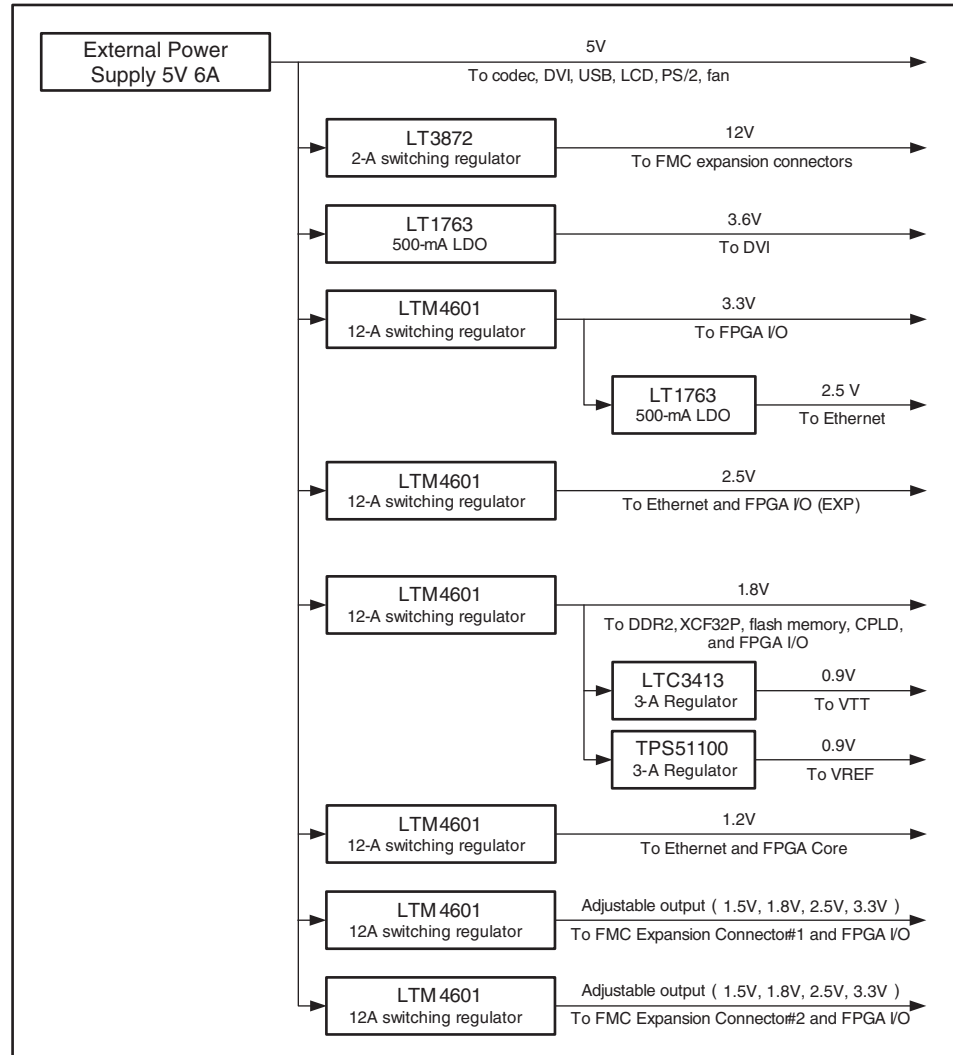 External Power
Supply 5V 6A
5V
To codec, DVI, USB, LCD, PS/2, fan
LT3872
2-A switching regulator
12V
To FMC expansion connectors
LT1763
500-mA LDO
3.6V
To DVI
LTM4601
12-A switching regulator
3.3V
To FPGA I/O
LT1763
500-mA LDO
2.5 V
To Ethernet
LTM4601
12-A switching regulator
2.5V
To Ethernet and FPGA I/O (EXP)
LTM4601
12-A switching regulator
1.8V
To DDR2, XCF32P, flash memory, CPLD,
and FPGA I/O
LTC3413
3-A Regulator
0.9V
To VTT
TPS51100
3-A Regulator
0.9V
To VREF
LTM4601
12-A switching regulator
1.2V
To Ethernet and FPGA Core
LTM4601
12A switching regulator
Adjustable output ( 1.5V, 1.8V, 2.5V, 3.3V )
To FMC Expansion Connector#1 and FPGA I/O
LTM4601
12A switching regulator
Adjustable output ( 1.5V, 1.8V, 2.5V, 3.3V )
To FMC Expansion Connector#2 and FPGA I/O